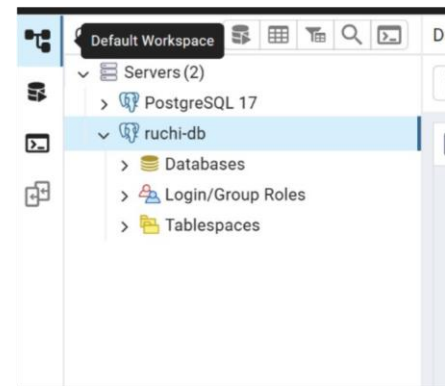 Default Workspace
D
Servers (2)
PostgreSQL 17
ruchi-db
Databases
Login/Group Roles
Tablespaces